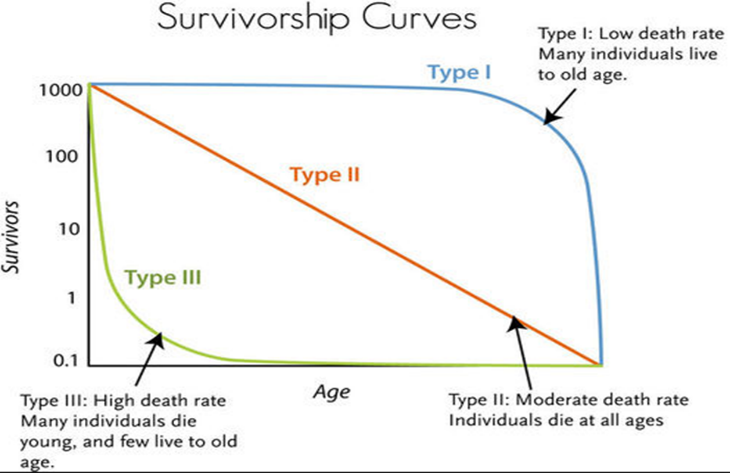 Survivorship Curves
Type I: Low death rate
Many individuals live
to old age.
Type I
1000
100
Type II
10
Survivors
Type III
1
0.1
Age
Type III: High death rate
Many individuals die
young, and few live to old
age.
Type II: Moderate death rate
Individuals die at all ages